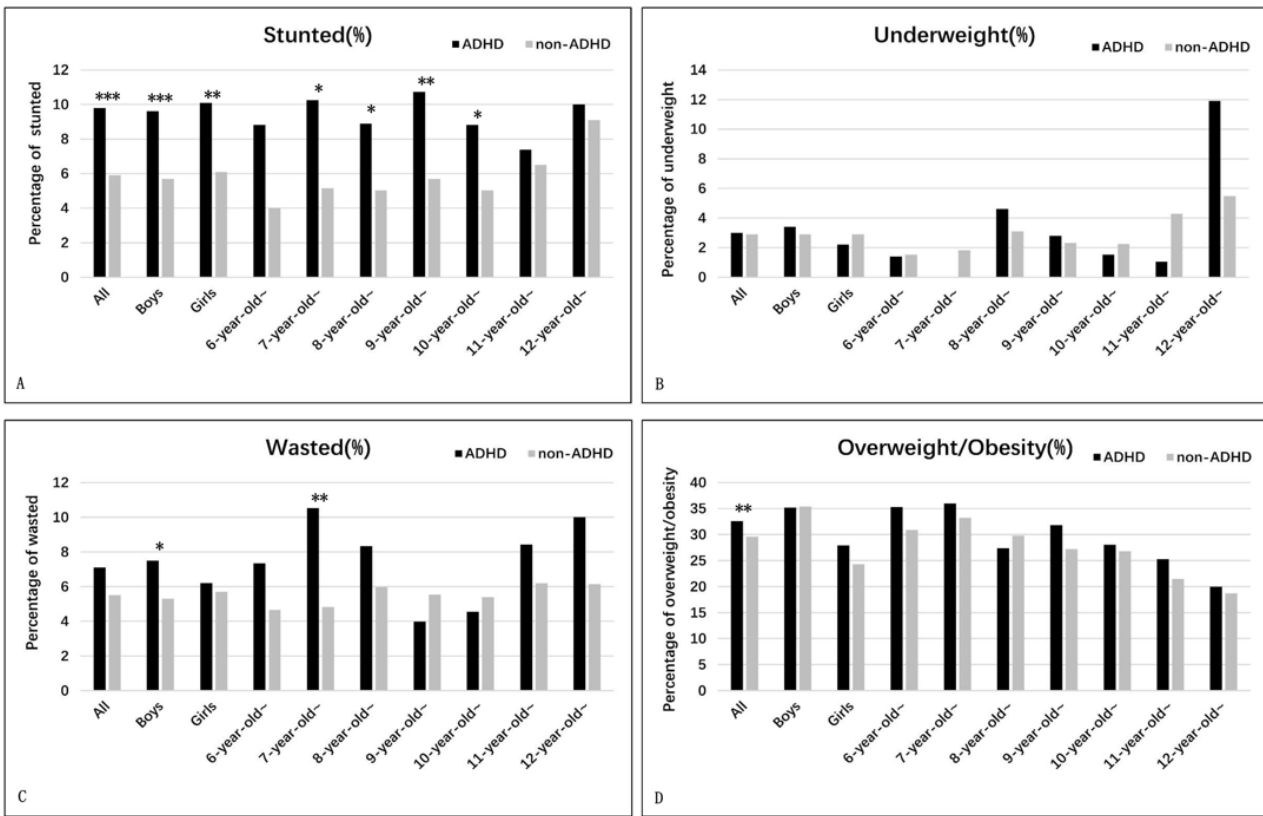 Stunted(%)
ADHD non-ADHD
Percentage of stunted
12
10
8
6
4
2
0
*** *** ** * * ** *
All Boys Girls 6-year-old~ 7-year-old~ 8-year-old~ 9-year-old~ 10-year-old~ 11-year-old~ 12-year-old~
A
Underweight(%)
ADHD non-ADHD
Percentage of underweight
14
12
10
8
6
4
2
0
All Boys Girls 6-year-old~ 7-year-old~ 8-year-old~ 9-year-old~ 10-year-old~ 11-year-old~ 12-year-old~
B
Wasted(%)
ADHD non-ADHD
Percentage of wasted
12
10
8
6
4
2
0
* **
All Boys Girls 6-year-old~ 7-year-old~ 8-year-old~ 9-year-old~ 10-year-old~ 11-year-old~ 12-year-old~
C
Overweight/Obesity(%)
ADHD non-ADHD
Percentage of overweight/obesity
40
35
30
25
20
15
10
5
0
**
All Boys Girls 6-year-old~ 7-year-old~ 8-year-old~ 9-year-old~ 10-year-old~ 11-year-old~ 12-year-old~
D